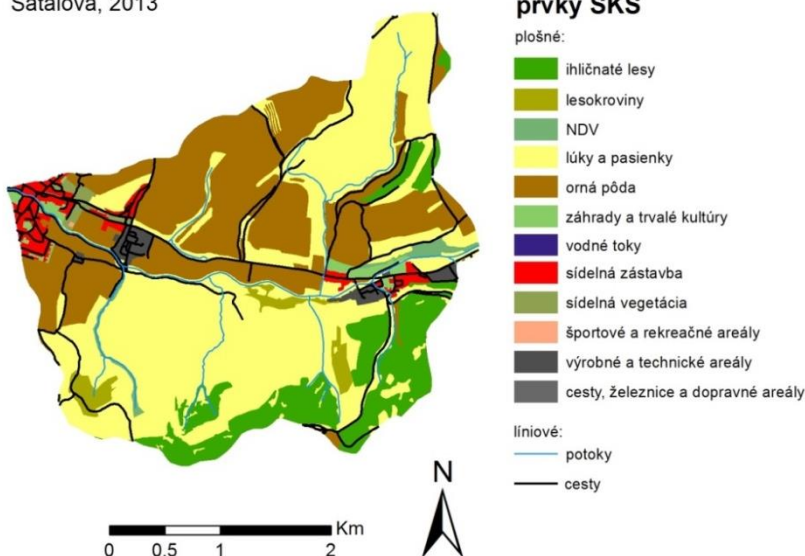 Šatalová, 2013
prvky SKŠ
plošné:
ihličnaté lesy
lesokroviny
NDV
lúky a pasienky
orná pôda
záhrady a trvalé kultúry
vodné toky
sídelná zástavba
sídelná vegetácia
športové a rekreačné areály
výrobné a technické areály
cesty, železnice a dopravné areály
líniové:
potoky
cesty
N
Km
0 0.5 1 2